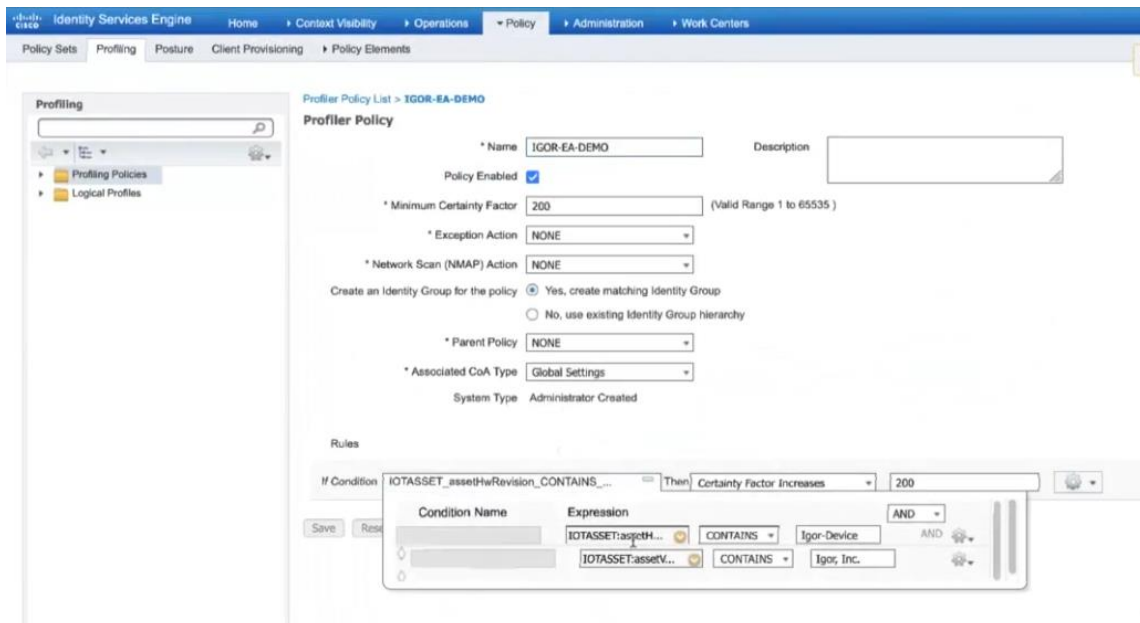 cisco Identity Services Engine Home Context Visibility Operations Policy Administration Work Centers
Policy Sets Profiling Posture Client Provisioning Policy Elements
Profiling
Profiling Policies
Logical Profiles
Profiler Policy List > IGOR-EA-DEMO
Profiler Policy
* Name IGOR-EA-DEMO Description
Policy Enabled
* Minimum Certainty Factor 200 (Valid Range 1 to 65535 )
* Exception Action NONE
* Network Scan (NMAP) Action NONE
Create an Identity Group for the policy Yes, create matching Identity Group
No, use existing Identity Group hierarchy
* Parent Policy NONE
* Associated CoA Type Global Settings
System Type Administrator Created
Rules
If Condition IOTASSET_assetHwRevision_CONTAINS_... Then Certainty Factor Increases 200
Condition Name Expression AND
IOTASSET:assetH... CONTAINS Igor-Device AND
IOTASSET:assetV... CONTAINS Igor, Inc.
Save Rese